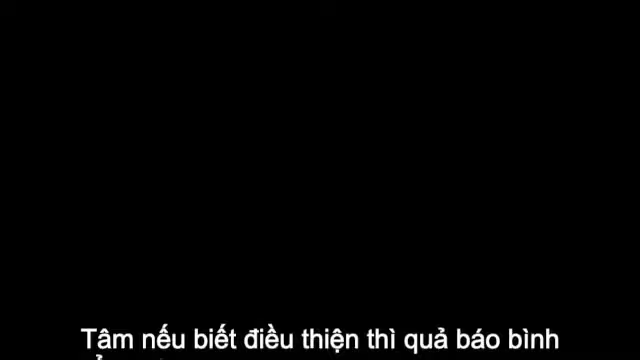 Tâm nếu biết điều thiện thì quả báo bình